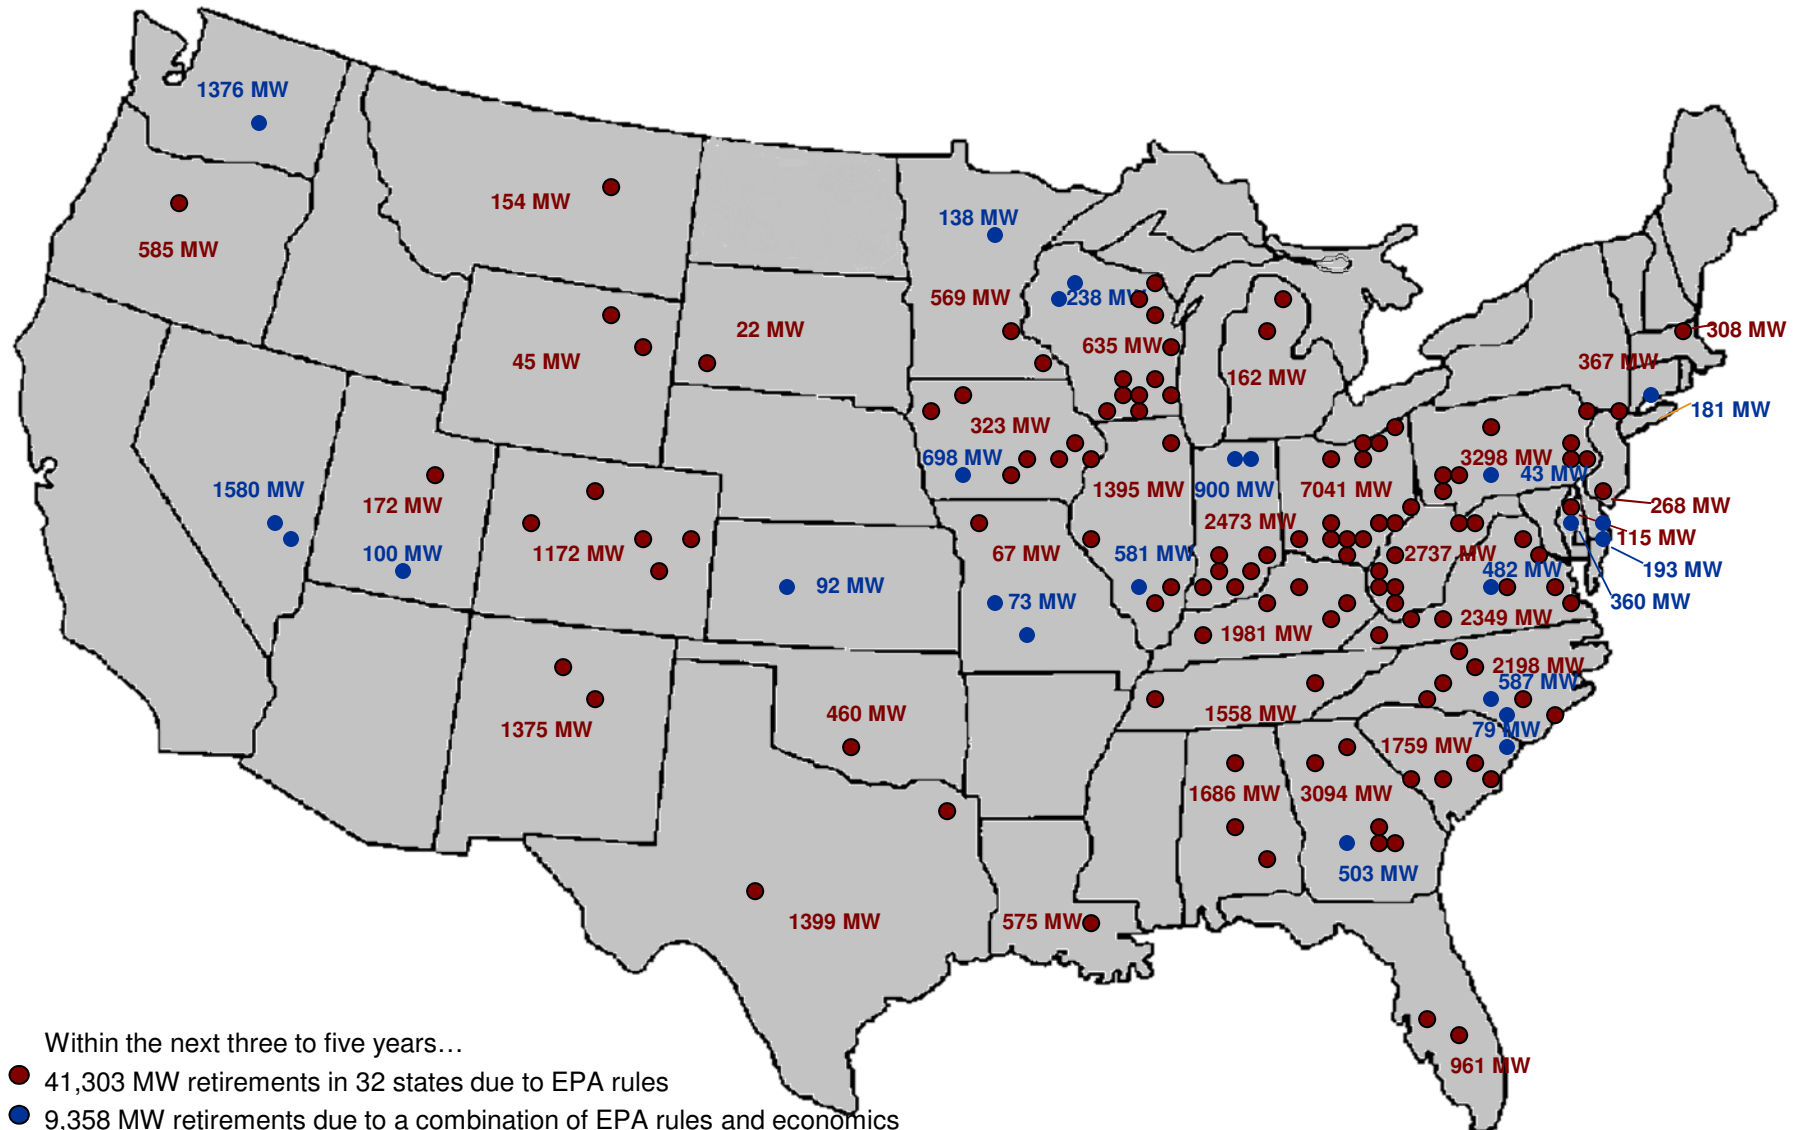 1376 MW
585 MW
154 MW
138 MW
569 MW
238 MW
635 MW
22 MW
45 MW
162 MW
308 MW
367 MW
181 MW
323 MW
698 MW
3298 MW
43 MW
1580 MW
172 MW
1395 MW
900 MW
7041 MW
268 MW
2473 MW
115 MW
100 MW
1172 MW
67 MW
581 MW
2737 MW
482 MW
193 MW
92 MW
73 MW
360 MW
1981 MW
2349 MW
2198 MW
587 MW
1375 MW
460 MW
1558 MW
79 MW
1759 MW
1686 MW
3094 MW
503 MW
1399 MW
575 MW
961 MW
Within the next three to five years…
41,303 MW retirements in 32 states due to EPA rules
9,358 MW retirements due to a combination of EPA rules and economics